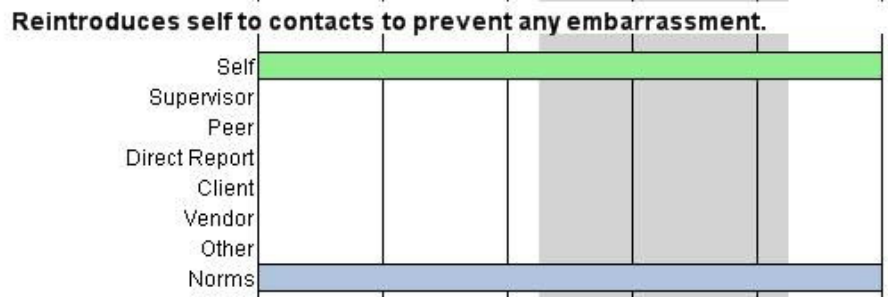 Reintroduces self to contacts to prevent any embarrassment.
Self
Supervisor
Peer
Direct Report
Client
Vendor
Other
Norms